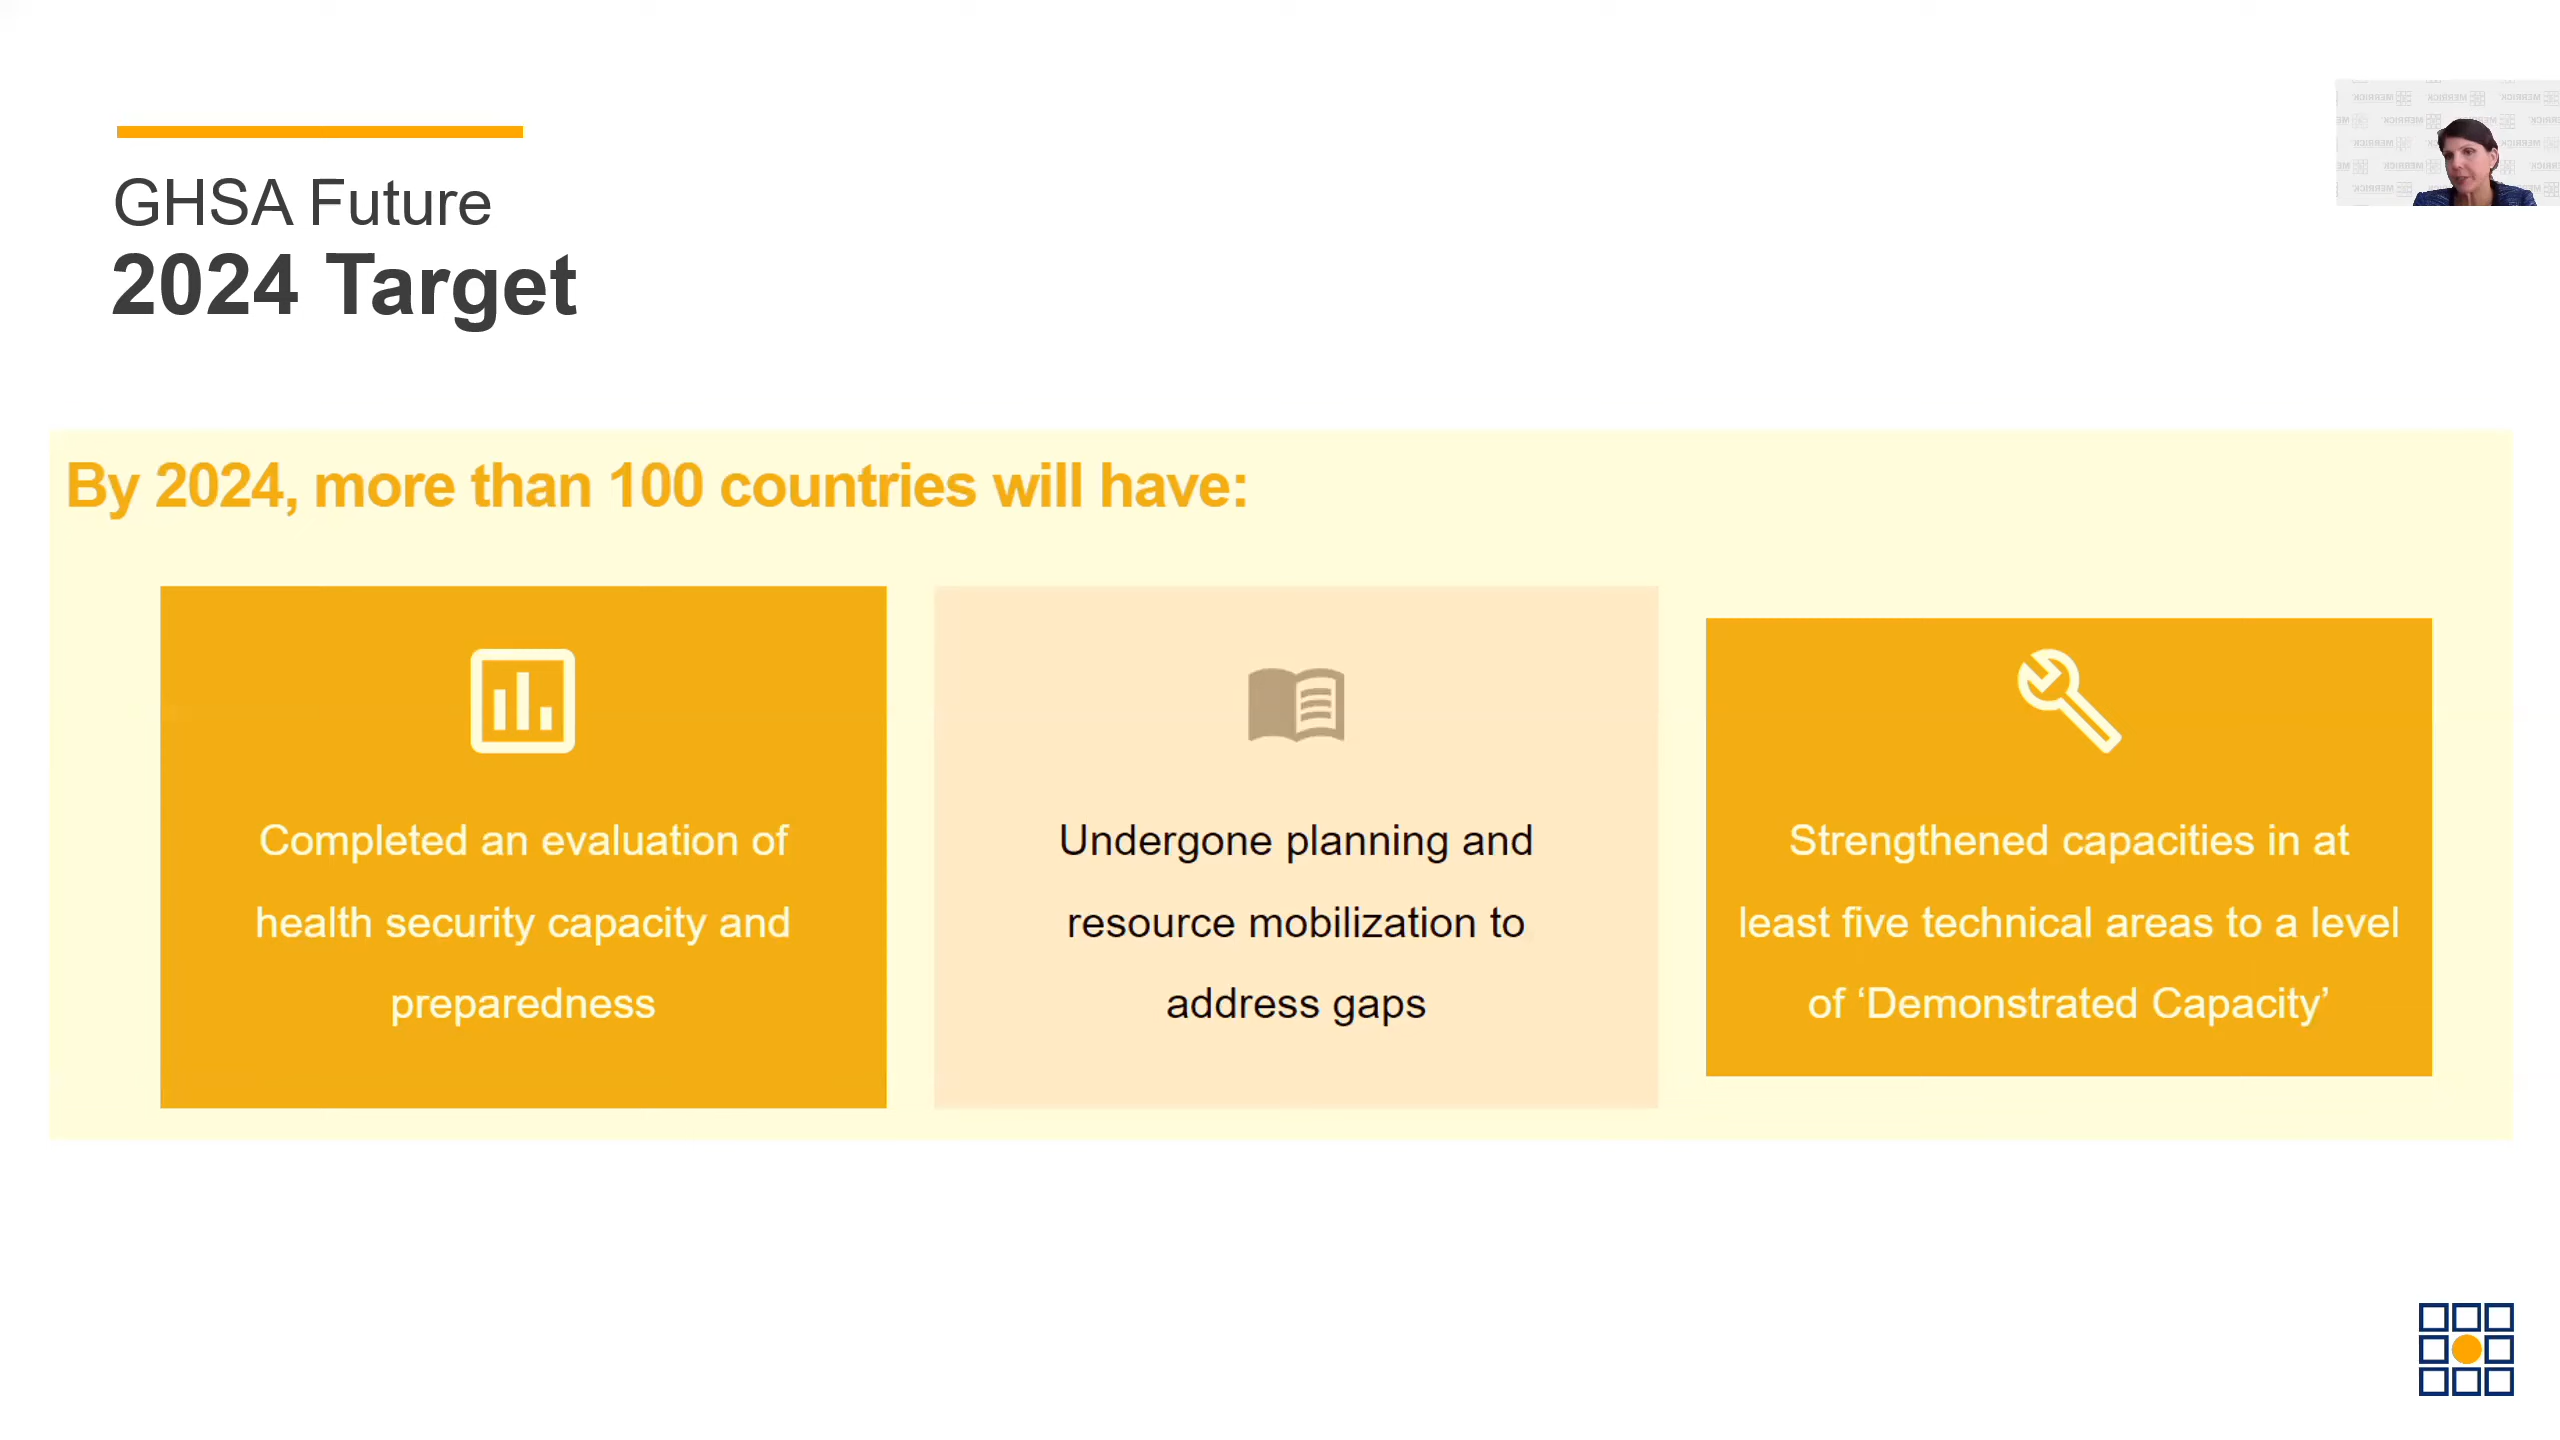 GHSA Future
2024 Target
By 2024, more than 100 countries will have:
Completed an evaluation of
health security capacity and
preparedness
Undergone planning and
resource mobilization to
address gaps
Strengthened capacities in at
least five technical areas to a level
of ‘Demonstrated Capacity’